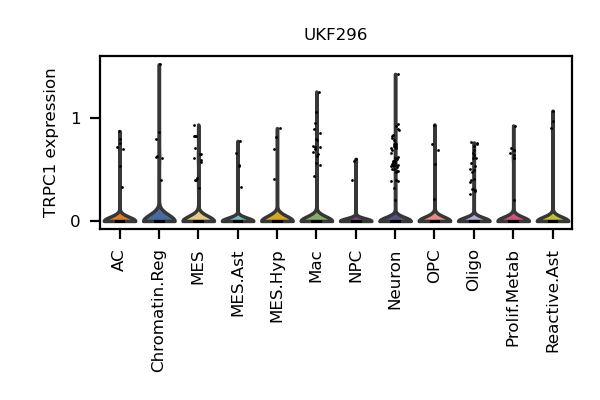 UKF296
TRPC1 expression
1
0
AC
Chromatin.Reg
MES
MES.Ast
MES.Hyp
Mac
NPC
Neuron
OPC
Oligo
Prolif.Metab
Reactive.Ast